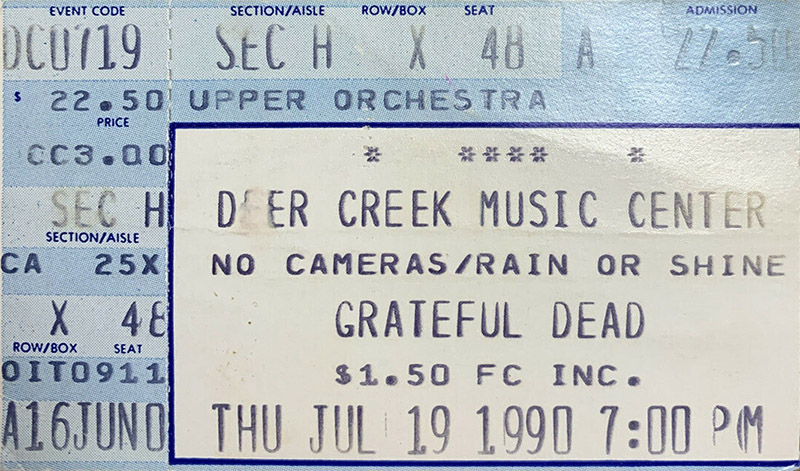 EVENT CODE SECTION/AISLE ROW/BOX SEAT ADMISSION
DC0719 SEC H X 48 A 22.50
$ 22.50 UPPER ORCHESTRA
PRICE
CC3.00 * **** *
SEC H DEER CREEK MUSIC CENTER
SECTION/AISLE
CA 25X NO CAMERAS/RAIN OR SHINE
X 48 GRATEFUL DEAD
ROW/BOX SEAT
OIT0911 $1.50 FC INC.
A16JUN0 THU JUL 19 1990 7:00 PM